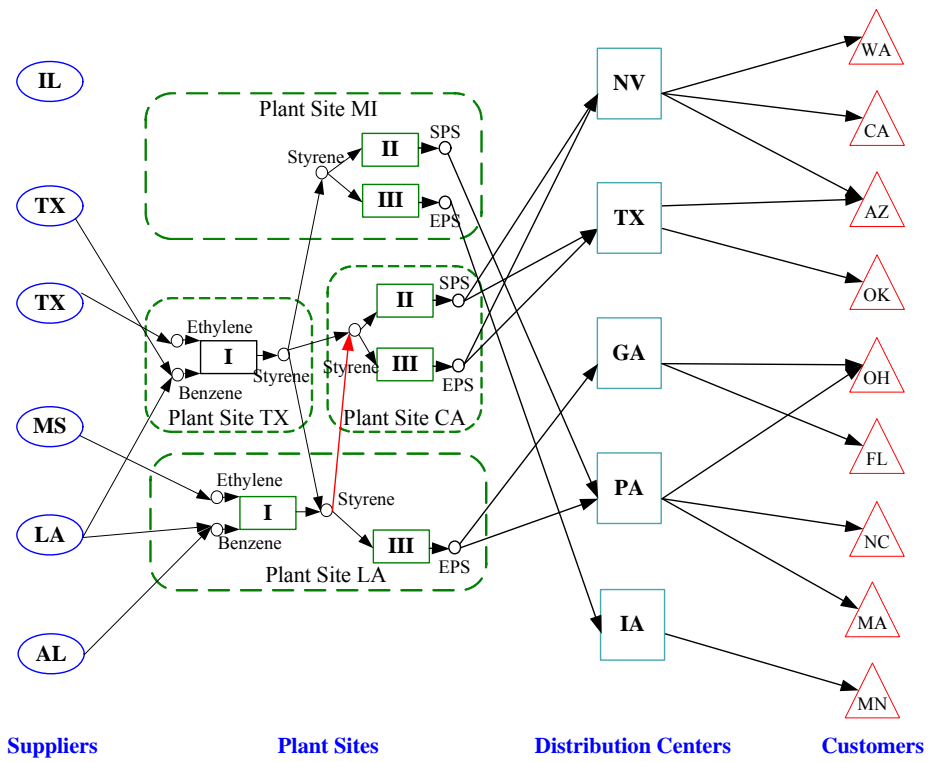 IL
TX
TX
MS
LA
AL
Suppliers
Plant Site MI
Styrene
II
SPS
III
EPS
Ethylene
I
Styrene
Benzene
Plant Site TX
SPS
II
Styrene
III
EPS
Plant Site CA
Ethylene
I
Styrene
Benzene
III
EPS
Plant Site LA
Plant Sites
NV
TX
GA
PA
IA
Distribution Centers
WA
CA
AZ
OK
OH
FL
NC
MA
MN
Customers